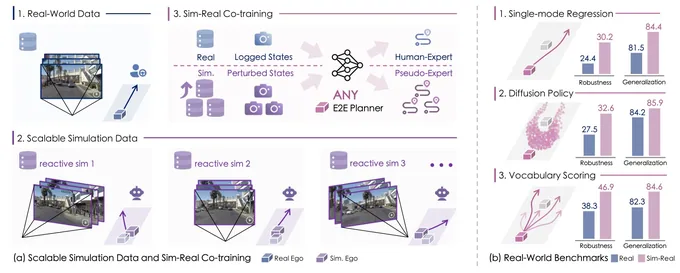 1. Real-World Data
3. Sim-Real Co-training
Real
Logged States
Human-Expert
Sim.
Perturbed States
Pseudo-Expert
ANY
E2E Planner
2. Scalable Simulation Data
reactive sim 1
reactive sim 2
reactive sim 3
(a) Scalable Simulation Data and Sim-Real Co-training
Real Ego
Sim. Ego
1. Single-mode Regression
24.4
30.2
81.5
84.4
Robustness
Generalization
2. Diffusion Policy
27.5
32.6
84.2
85.9
Robustness
Generalization
3. Vocabulary Scoring
38.3
46.9
82.3
84.6
Robustness
Generalization
(b) Real-World Benchmarks
Real
Sim-Real